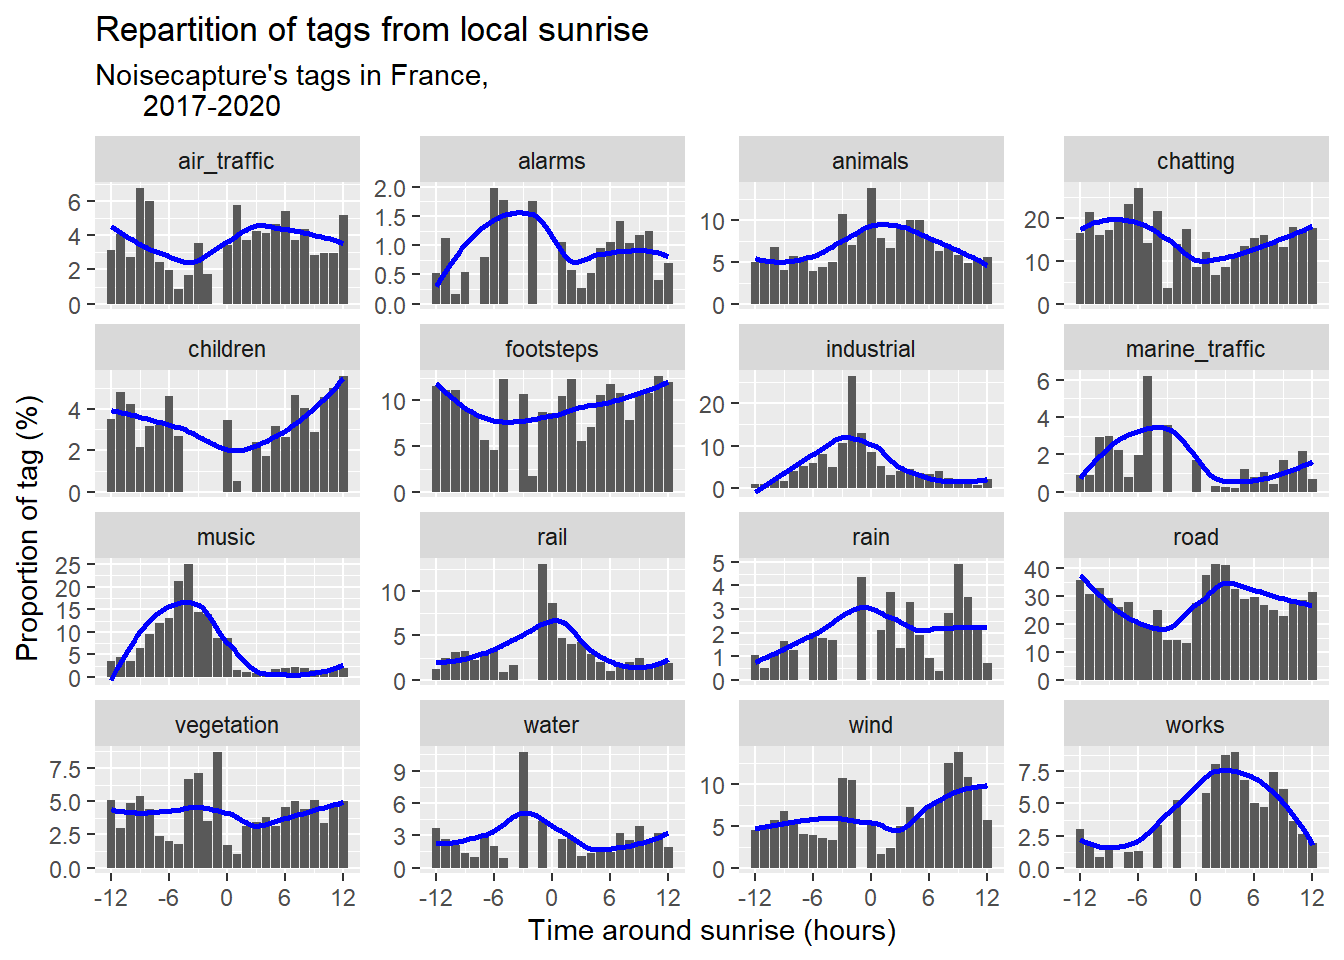 Repartition of tags from local sunrise
Noisecapture's tags in France,
2017-2020
air_traffic
alarms
animals
chatting
6
4
2
0
2.0
1.5
1.0
0.5
0.0
10
5
0
20
10
0
children
footsteps
industrial
marine_traffic
4
2
0
10
5
0
20
10
0
6
4
2
0
music
rail
rain
road
25
20
15
10
5
0
10
5
0
5
4
3
2
1
0
40
30
20
10
0
vegetation
water
wind
works
7.5
5.0
2.5
0.0
9
6
3
0
10
5
0
7.5
5.0
2.5
0.0
-12 -6 0 6 12
-12 -6 0 6 12
-12 -6 0 6 12
-12 -6 0 6 12
Time around sunrise (hours)
Proportion of tag (%)